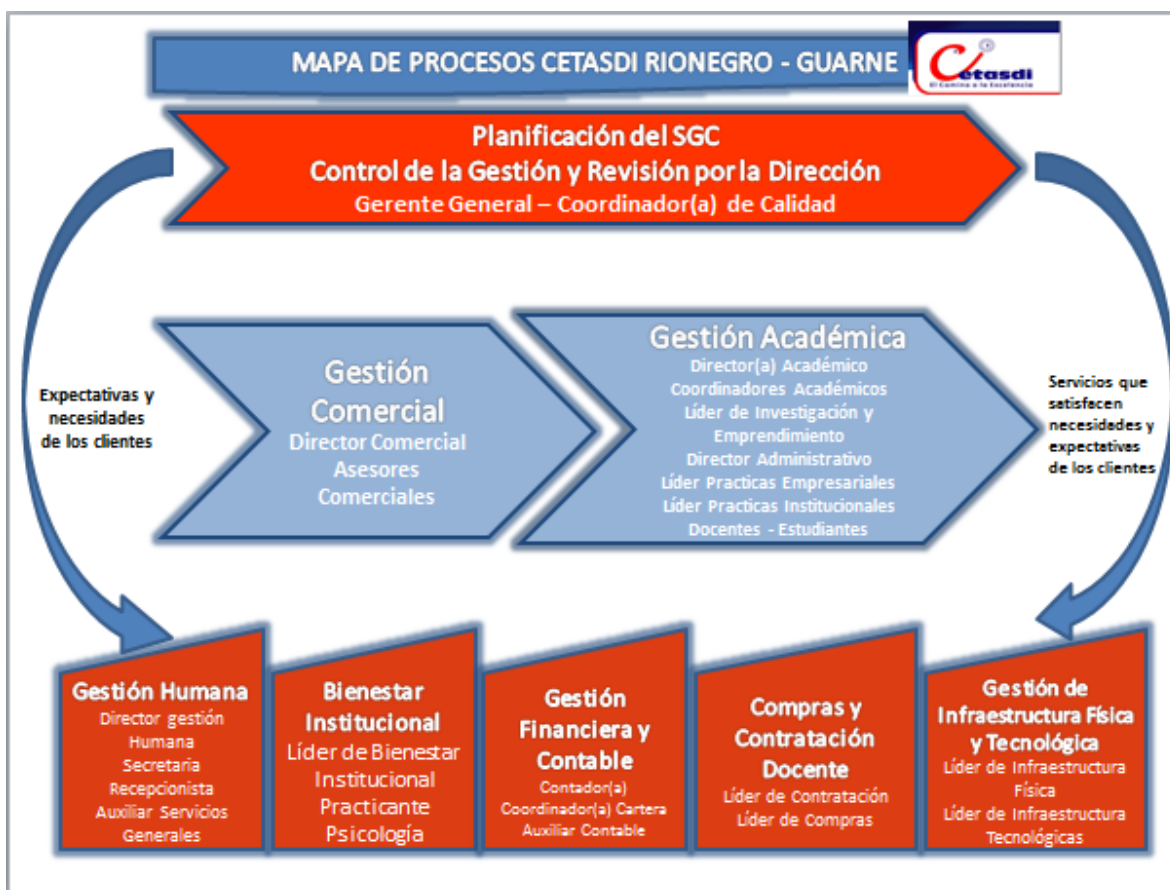 MAPA DE PROCESOS CETASDI RIONEGRO - GUARNE
Cetasdi
El Camino a la Excelencia
Planificación del SGC
Control de la Gestión y Revisión por la Dirección
Gerente General – Coordinador(a) de Calidad
Expectativas y
necesidades
de los clientes
Gestión
Comercial
Director Comercial
Asesores
Comerciales
Gestión Académica
Director(a) Académico
Coordinadores Académicos
Líder de Investigación y
Emprendimiento
Director Administrativo
Líder Practicas Empresariales
Líder Practicas Institucionales
Docentes - Estudiantes
Servicios que
satisfacen
necesidades y
expectativas
de los clientes
Gestión Humana
Director gestión
Humana
Secretaria
Recepcionista
Auxiliar Servicios
Generales
Bienestar
Institucional
Líder de Bienestar
Institucional
Practicante
Psicología
Gestión
Financiera y
Contable
Contador(a)
Coordinador(a) Cartera
Auxiliar Contable
Compras y
Contratación
Docente
Líder de Contratación
Líder de Compras
Gestión de
Infraestructura Física
y Tecnológica
Líder de Infraestructura
Física
Líder de Infraestructura
Tecnológicas